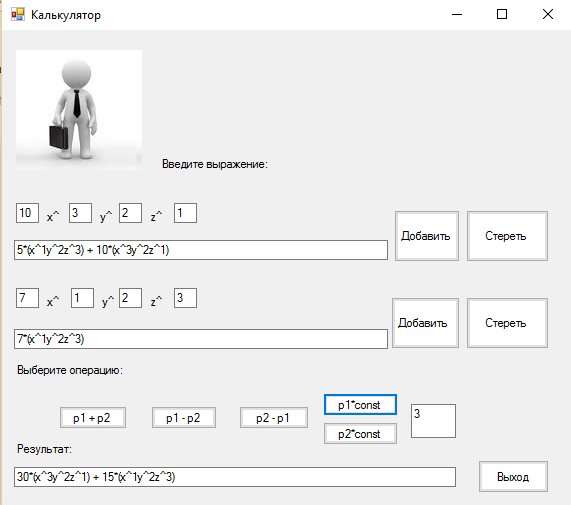 Калькулятор
Введите выражение:
10 x^ 3 y^ 2 z^ 1
Добавить Стереть
5*(x^1y^2z^3) + 10*(x^3y^2z^1)
7 x^ 1 y^ 2 z^ 3
Добавить Стереть
7*(x^1y^2z^3)
Выберите операцию:
p1*const
3
p1 + p2 p1 - p2 p2 - p1
p2*const
Результат:
30*(x^3y^2z^1) + 15*(x^1y^2z^3) Выход